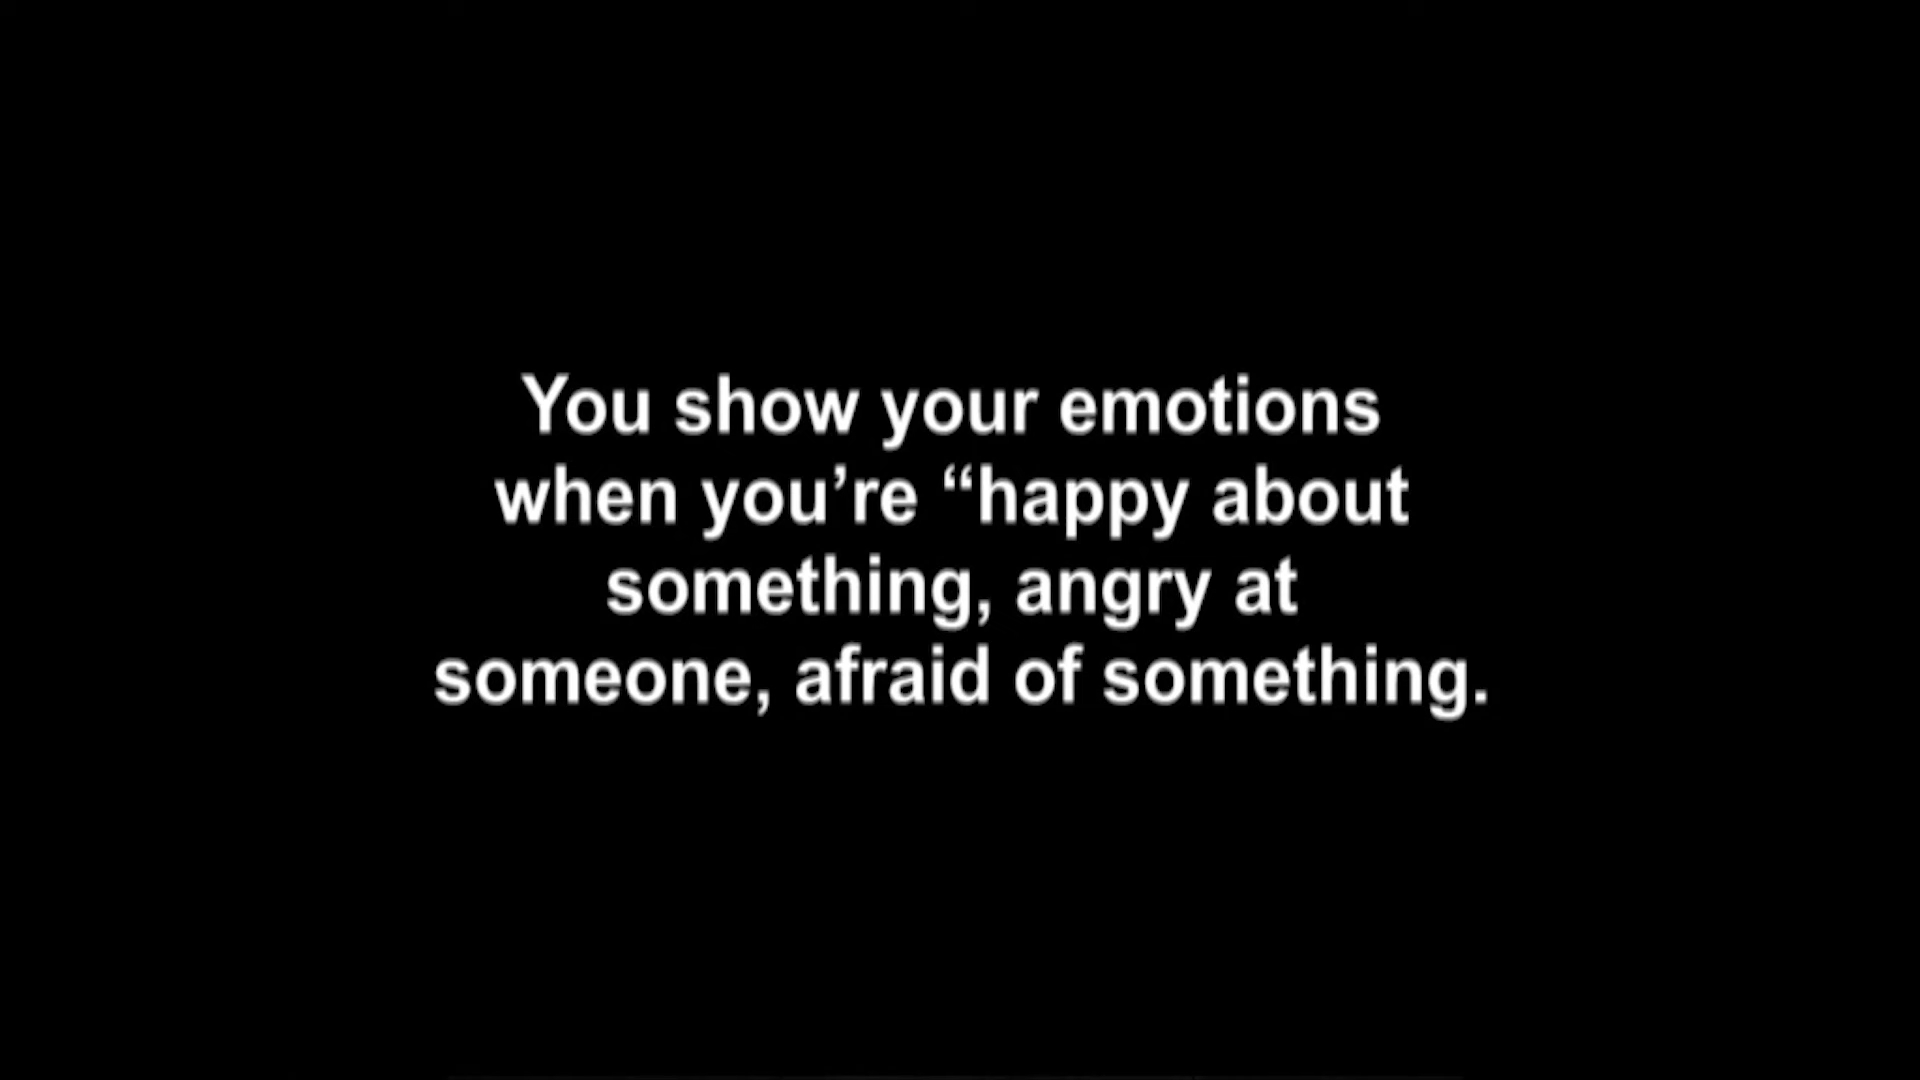 You show your emotions
when you’re “happy about
something, angry at
someone, afraid of something.